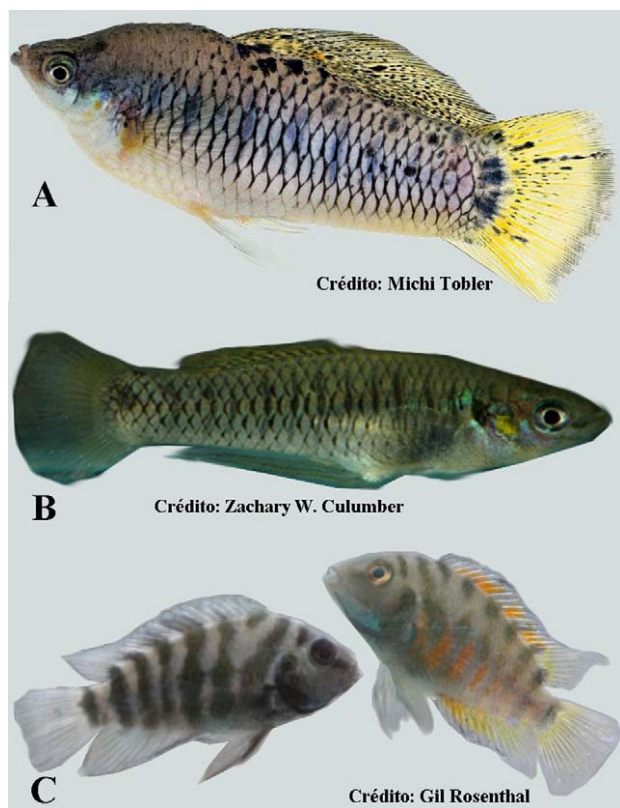 A
Crédito: Michi Tobler
B
Crédito: Zachary W. Culumber
C
Crédito: Gil Rosenthal